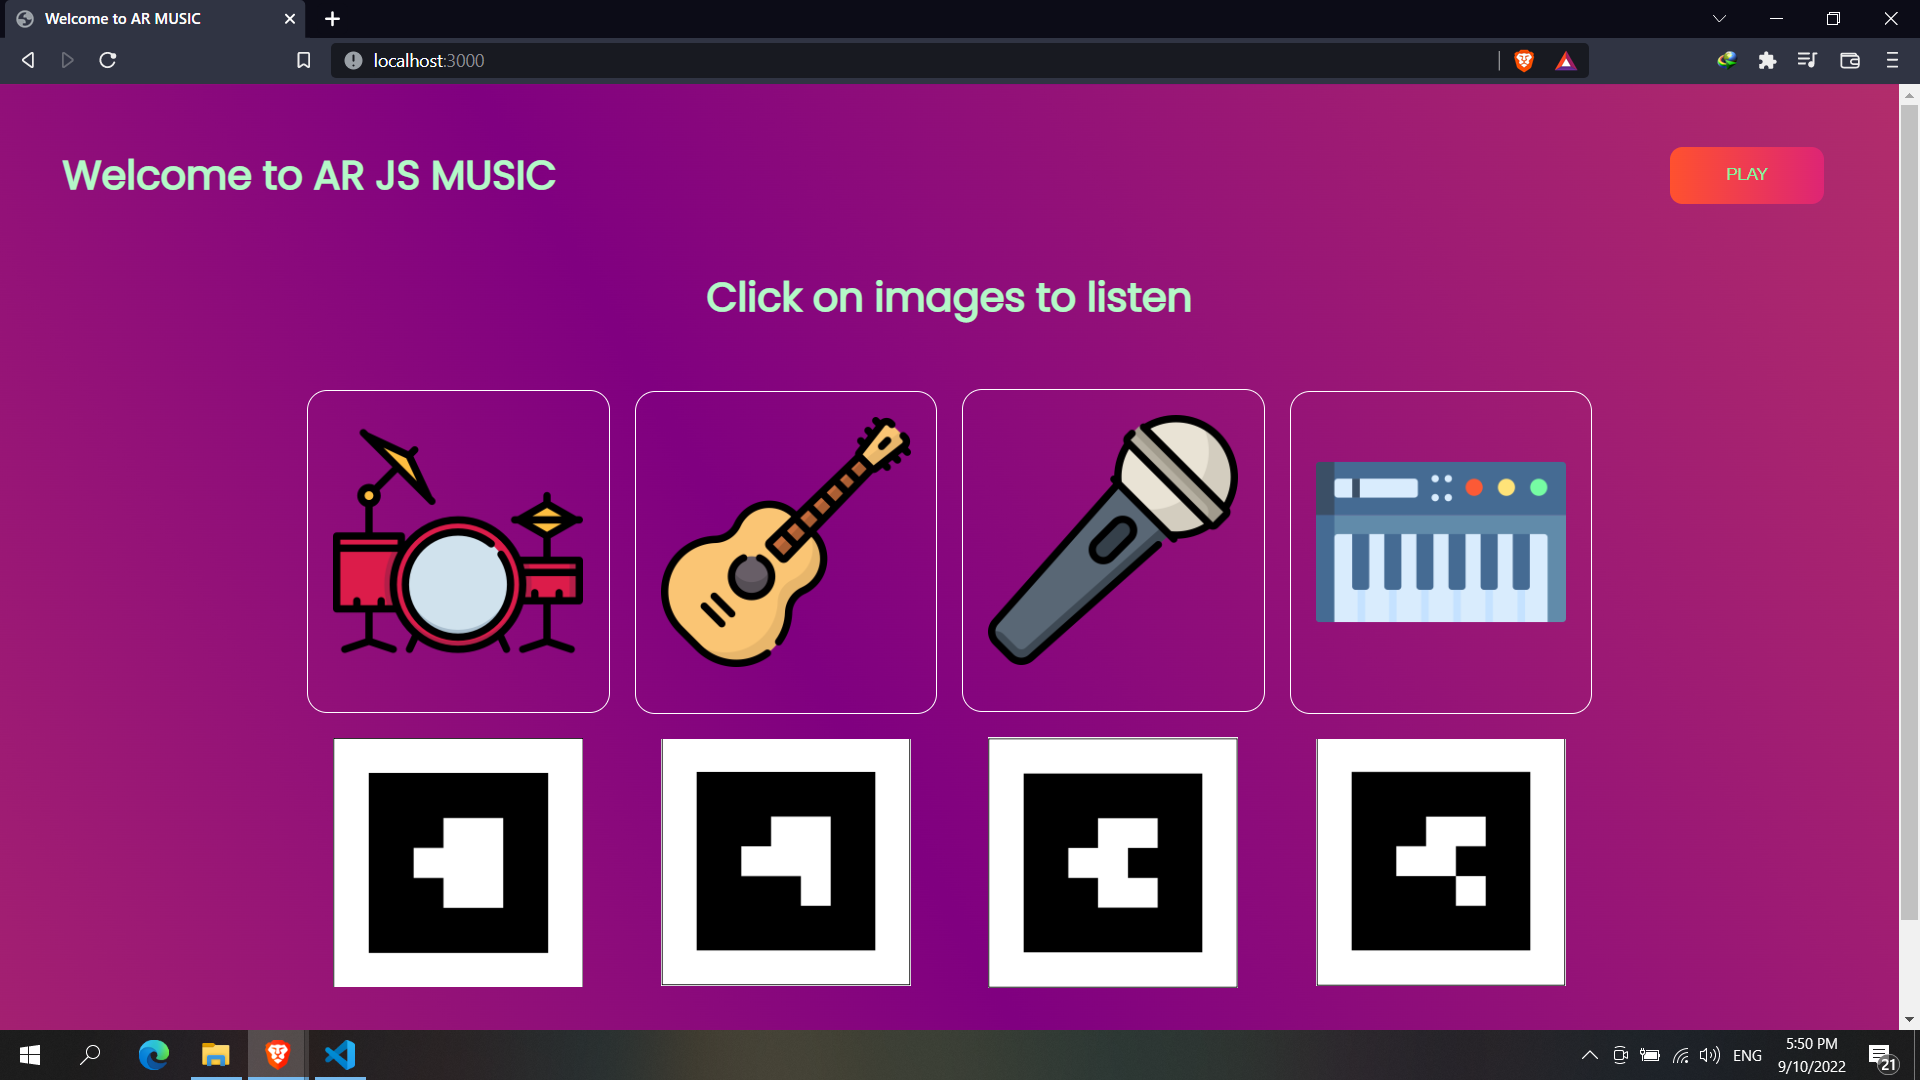 Welcome to AR MUSIC
localhost:3000
Welcome to AR JS MUSIC
PLAY
Click on images to listen
ENG
5:50 PM
9/10/2022
21